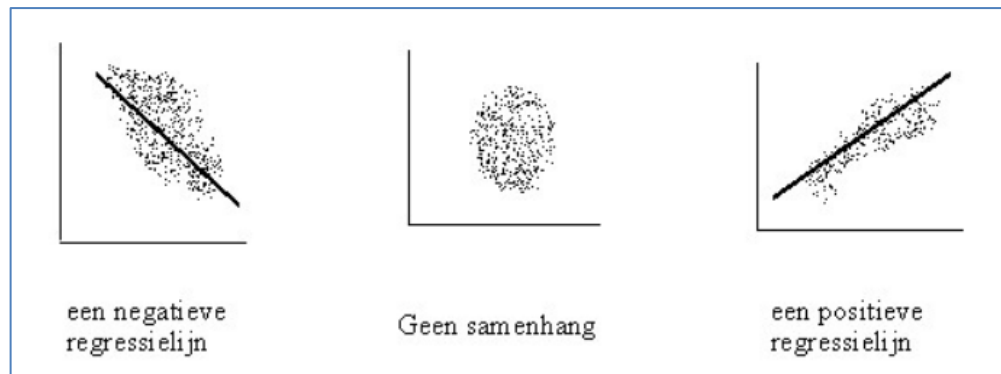 een negatieve
regressielijn
Geen samenhang
een positieve
regressielijn